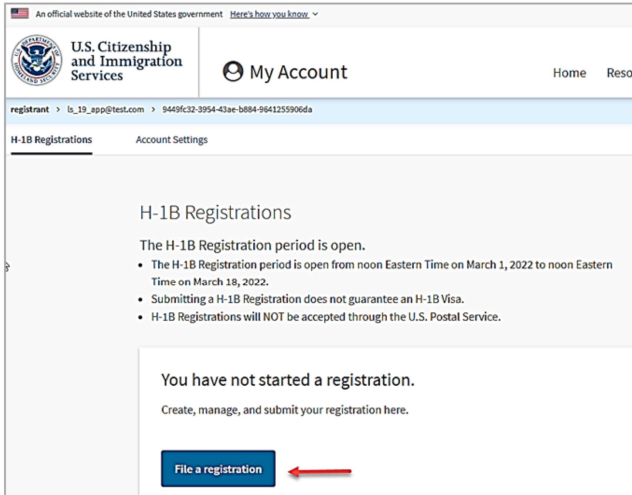 An official website of the United States government Here's how you know
U.S. Citizenship
and Immigration
Services
My Account
Home
registrant > ls_19_app@test.com > 9449fc32-3954-43ae-b884-9641255906da
H-1B Registrations Account Settings
H-1B Registrations
The H-1B Registration period is open.
• The H-1B Registration period is open from noon Eastern Time on March 1, 2022 to noon Eastern
Time on March 18, 2022.
• Submitting a H-1B Registration does not guarantee an H-1B Visa.
• H-1B Registrations will NOT be accepted through the U.S. Postal Service.
You have not started a registration.
Create, manage, and submit your registration here.
File a registration